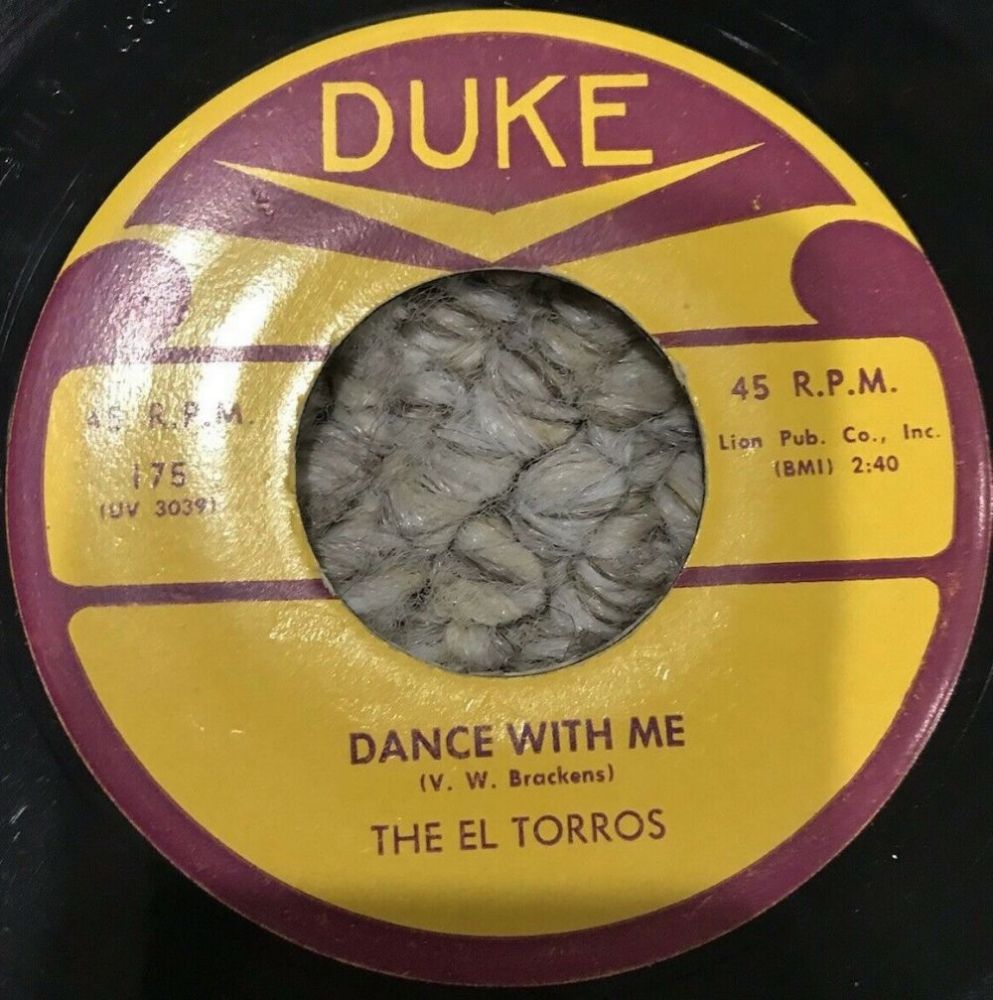 DUKE
45 R.P.M.
175
(UV 3039)
45 R.P.M.
Lion Pub. Co., Inc.
(BMI) 2:40
DANCE WITH ME
(V. W. Brackens)
THE EL TORROS